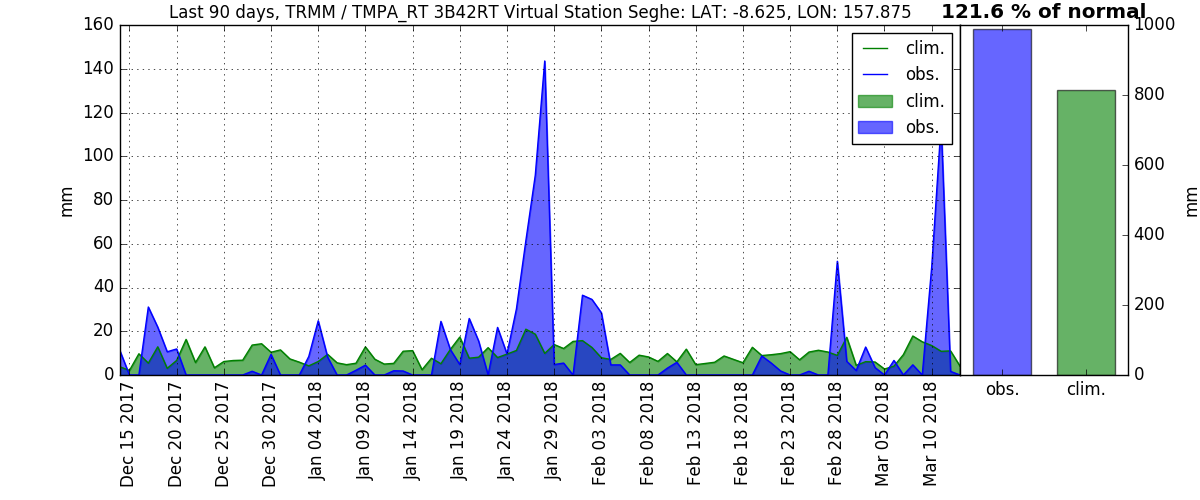 Last 90 days, TRMM / TMPA_RT 3B42RT Virtual Station Seghe: LAT: -8.625, LON: 157.875
121.6 % of normal
160
140
120
100
80
60
40
20
0
mm
clim.
obs.
clim.
obs.
1000
800
600
400
200
0
mm
obs.
clim.
Dec 15 2017
Dec 20 2017
Dec 25 2017
Dec 30 2017
Jan 04 2018
Jan 09 2018
Jan 14 2018
Jan 19 2018
Jan 24 2018
Jan 29 2018
Feb 03 2018
Feb 08 2018
Feb 13 2018
Feb 18 2018
Feb 23 2018
Feb 28 2018
Mar 05 2018
Mar 10 2018